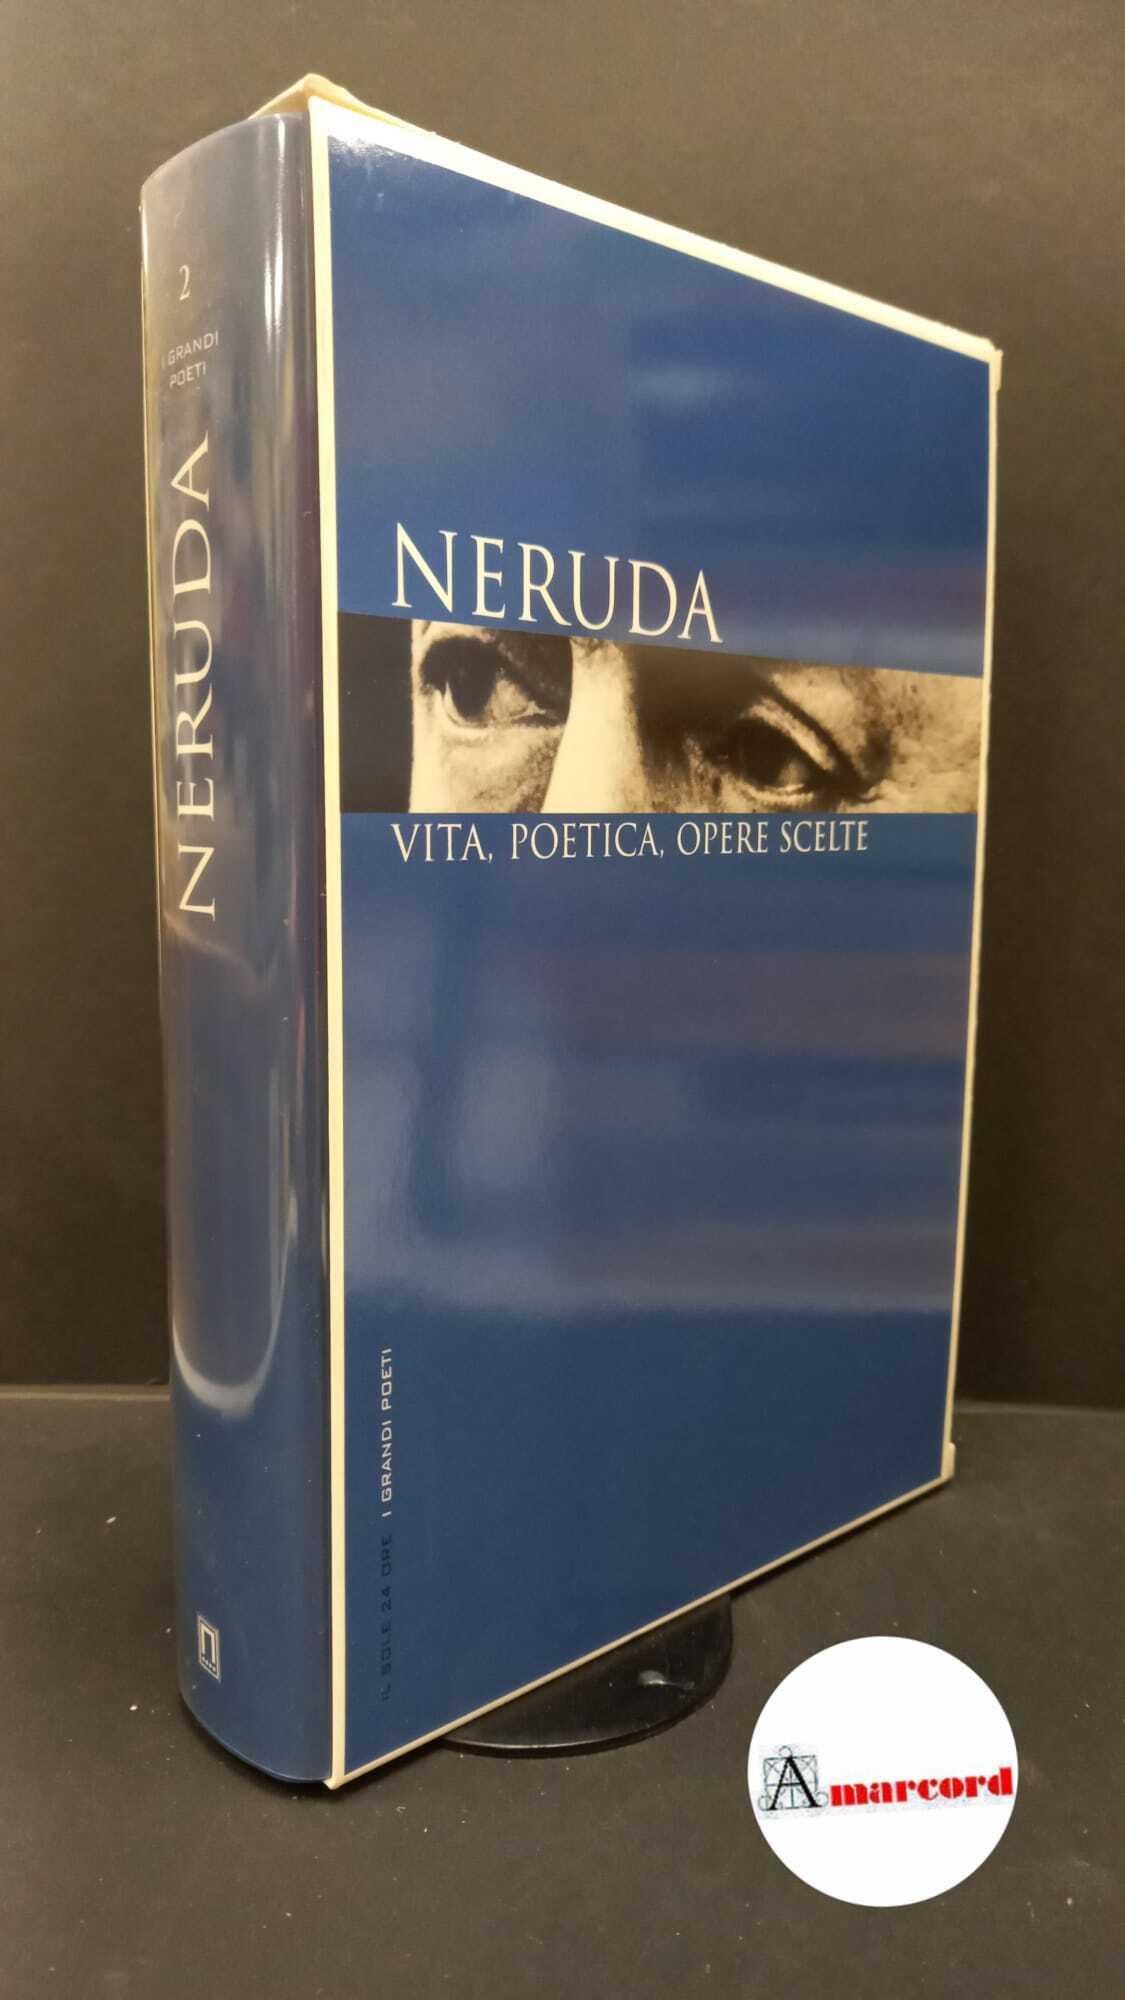 2
I GRANDI
POETI
NERUDA
NERUDA
VITA, POETICA, OPERE SCELTE
IL SOLE 24 ORE I GRANDI POETI
Amarcord